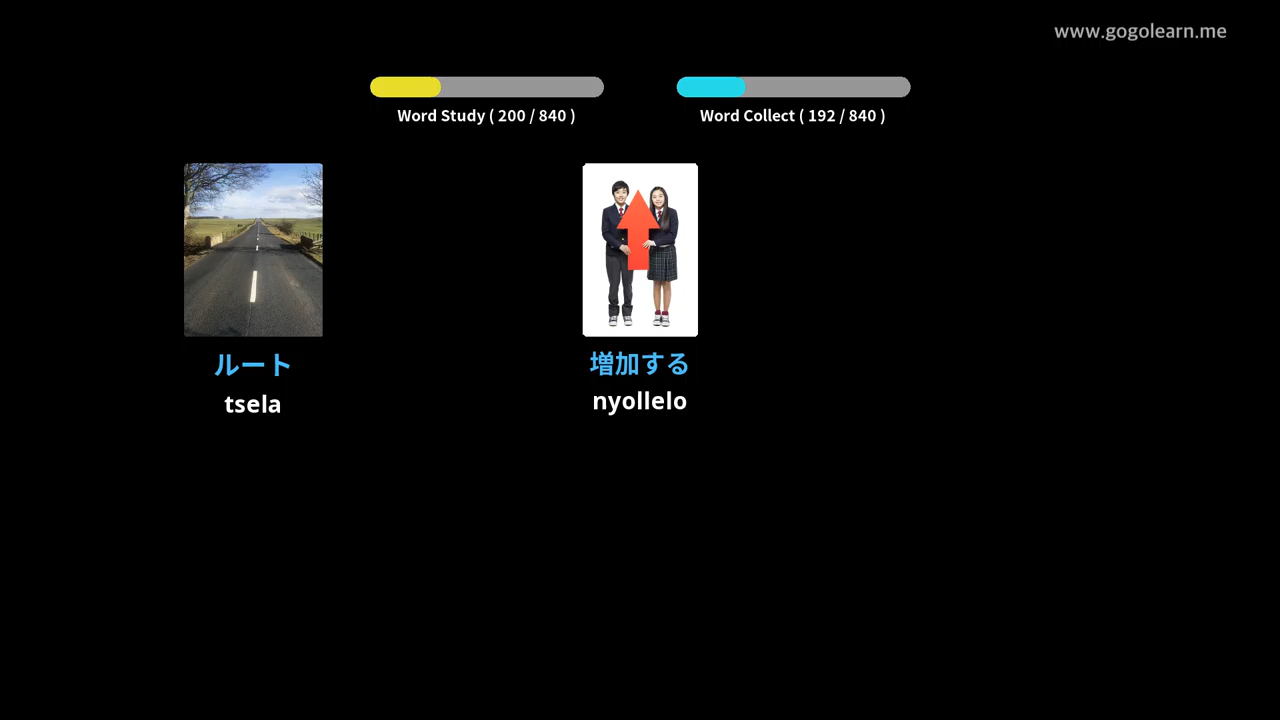 www.gogolearn.me
Word Study ( 200 / 840 )
Word Collect ( 192 / 840 )
ルート
tsela
増加する
nyollelo